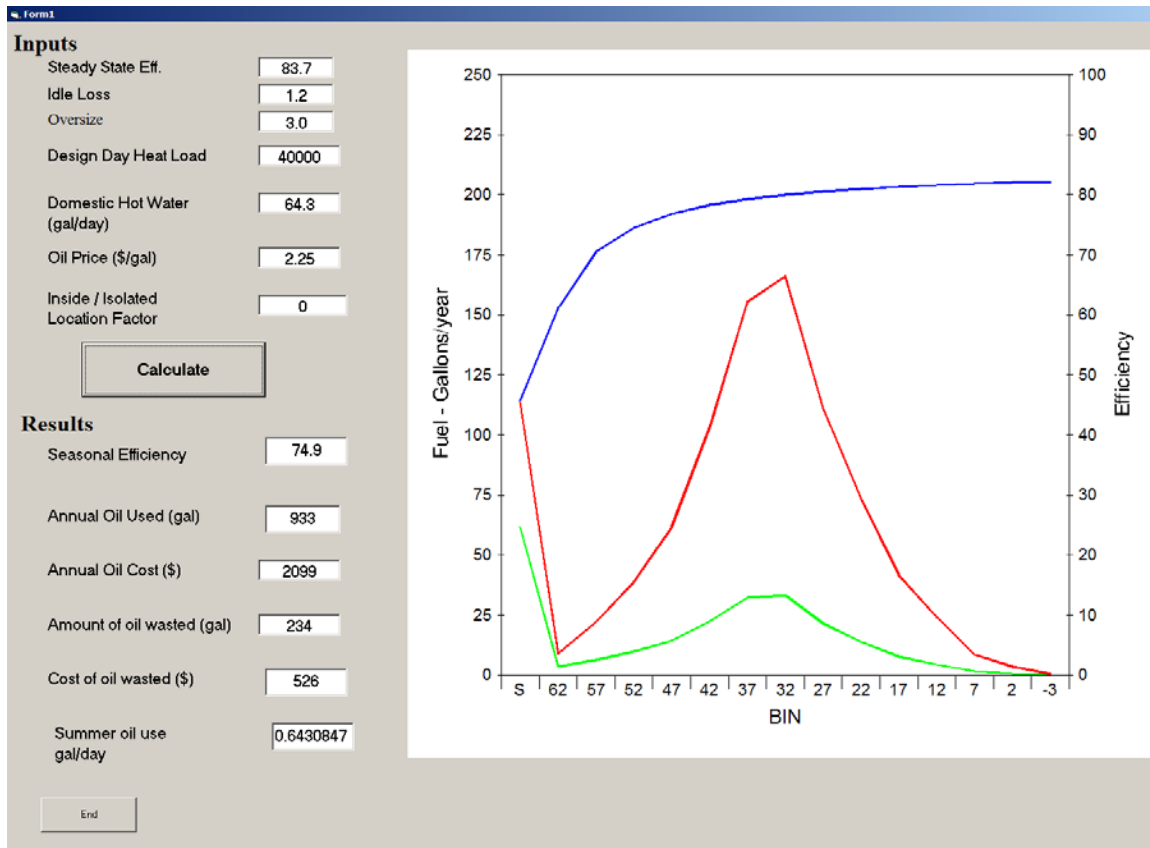 Form1
Inputs
Steady State Eff. 83.7
Idle Loss 1.2
Oversize 3.0
Design Day Heat Load 40000
Domestic Hot Water 64.3
(gal/day)
Oil Price ($/gal) 2.25
Inside / Isolated 0
Location Factor
Calculate
Results
Seasonal Efficiency 74.9
Annual Oil Used (gal) 933
Annual Oil Cost ($) 2099
Amount of oil wasted (gal) 234
Cost of oil wasted ($) 526
Summer oil use 0.6430847
gal/day
End
250
225
200
175
150
125
100
75
50
25
0
Fuel - Gallons/year
100
90
80
70
60
50
40
30
20
10
0
Efficiency
S 62 57 52 47 42 37 32 27 22 17 12 7 2 -3
BIN